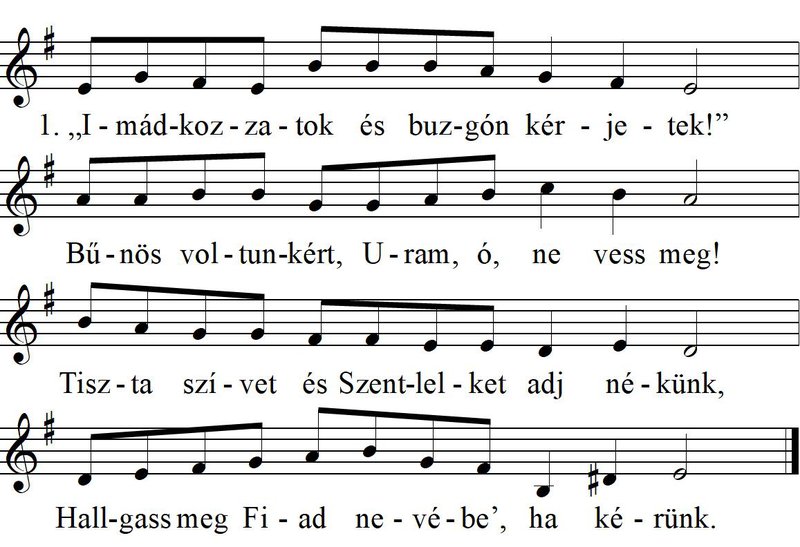 1. „I - mád-koz - za - tok és buz-gón kér - je - tek!”
Bű - nös vol - tun-kért, U - ram, ó, ne vess meg!
Tisz - ta szí - vet és Szent-lel - ket adj né - künk,
Hall-gass meg Fi - ad ne - vé - be’, ha ké - rünk.